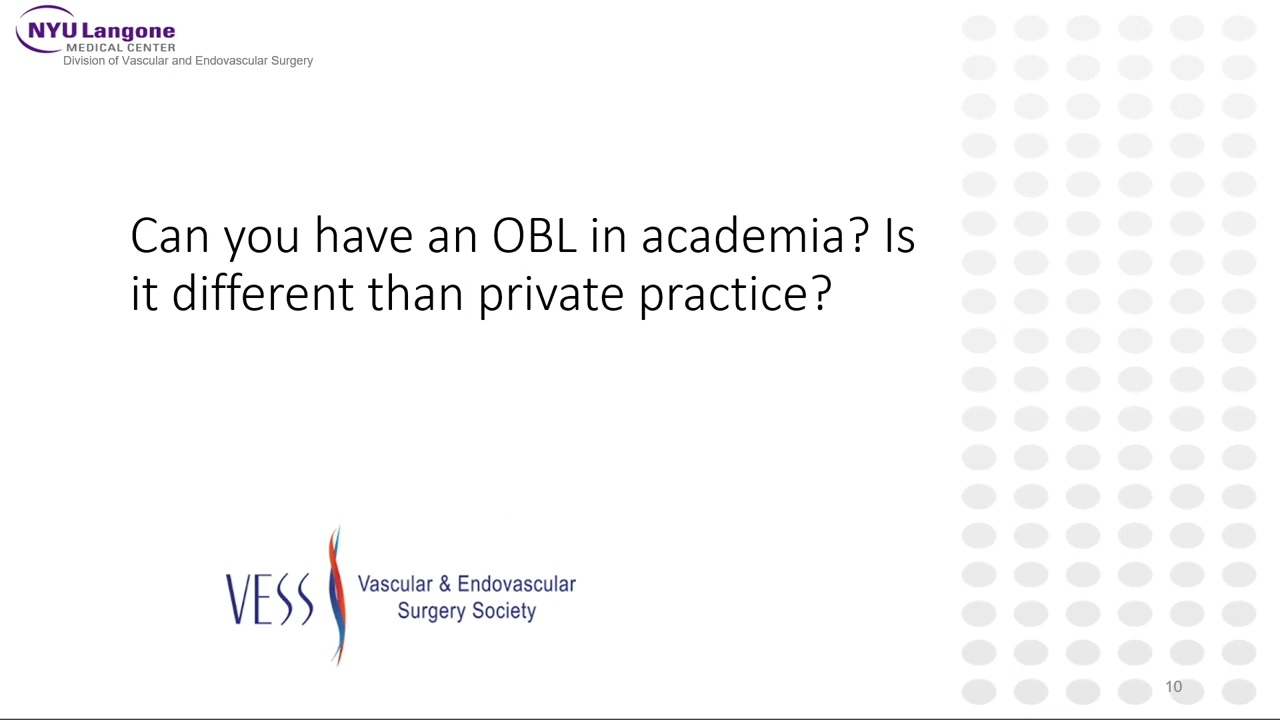 NYU Langone
MEDICAL CENTER
Division of Vascular and Endovascular Surgery
Can you have an OBL in academia? Is
it different than private practice?
VESS
Vascular & Endovascular
Surgery Society
10